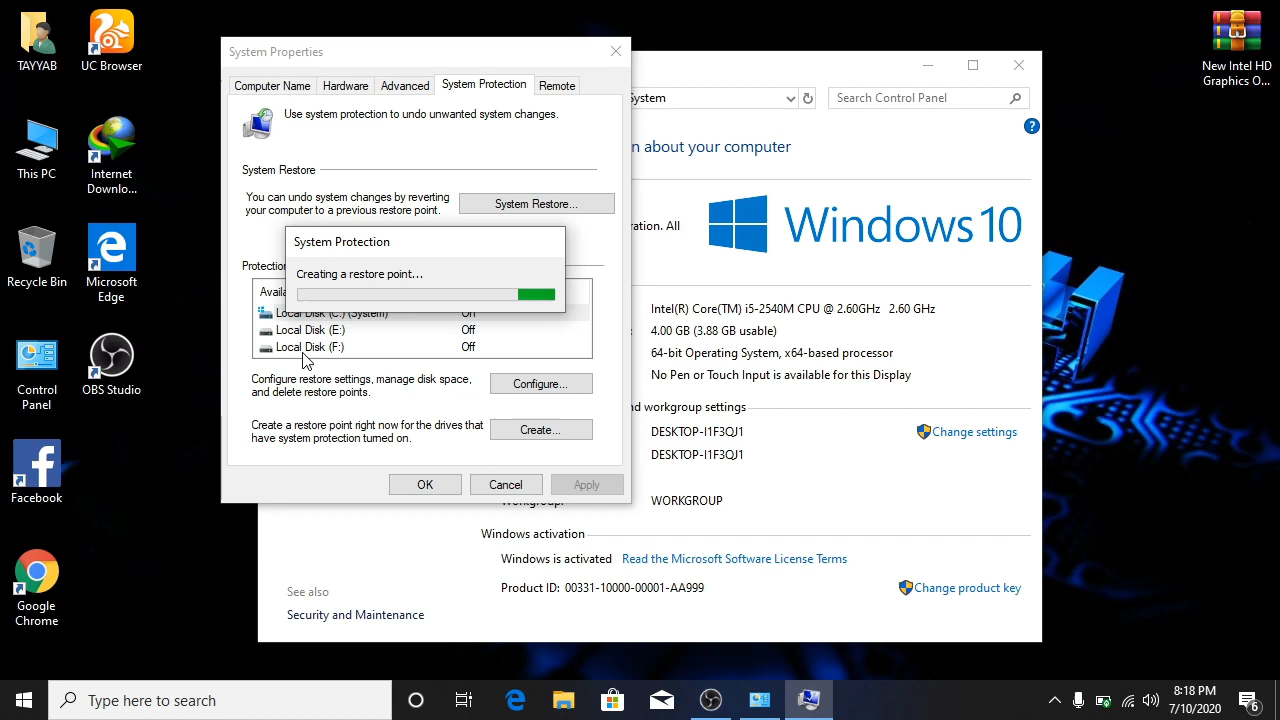 TAYYAB
UC Browser
This PC
Internet
Downlo...
Recycle Bin
Microsoft
Edge
Control
Panel
OBS Studio
Facebook
Google
Chrome
New Intel HD
Graphics O...
System Properties
Computer Name
Hardware
Advanced
System Protection
Remote
Use system protection to undo unwanted system changes.
System Restore
You can undo system changes by reverting
your computer to a previous restore point.
System Restore...
Protection
System Protection
Creating a restore point...
Availa
Local Disk (C:) (System) On
Local Disk (E:) Off
Local Disk (F:) Off
Configure restore settings, manage disk space,
and delete restore points.
Configure...
Create a restore point right now for the drives that
have system protection turned on.
Create...
OK
Cancel
Apply
System
Search Control Panel
n about your computer
ration. All
Windows 10
Intel(R) Core(TM) i5-2540M CPU @ 2.60GHz 2.60 GHz
4.00 GB (3.88 GB usable)
64-bit Operating System, x64-based processor
No Pen or Touch Input is available for this Display
nd workgroup settings
DESKTOP-I1F3QJ1
Change settings
DESKTOP-I1F3QJ1
Workgroup: WORKGROUP
Windows activation
Windows is activated Read the Microsoft Software License Terms
Product ID: 00331-10000-00001-AA999
Change product key
See also
Security and Maintenance
Type here to search
8:18 PM
7/10/2020
6